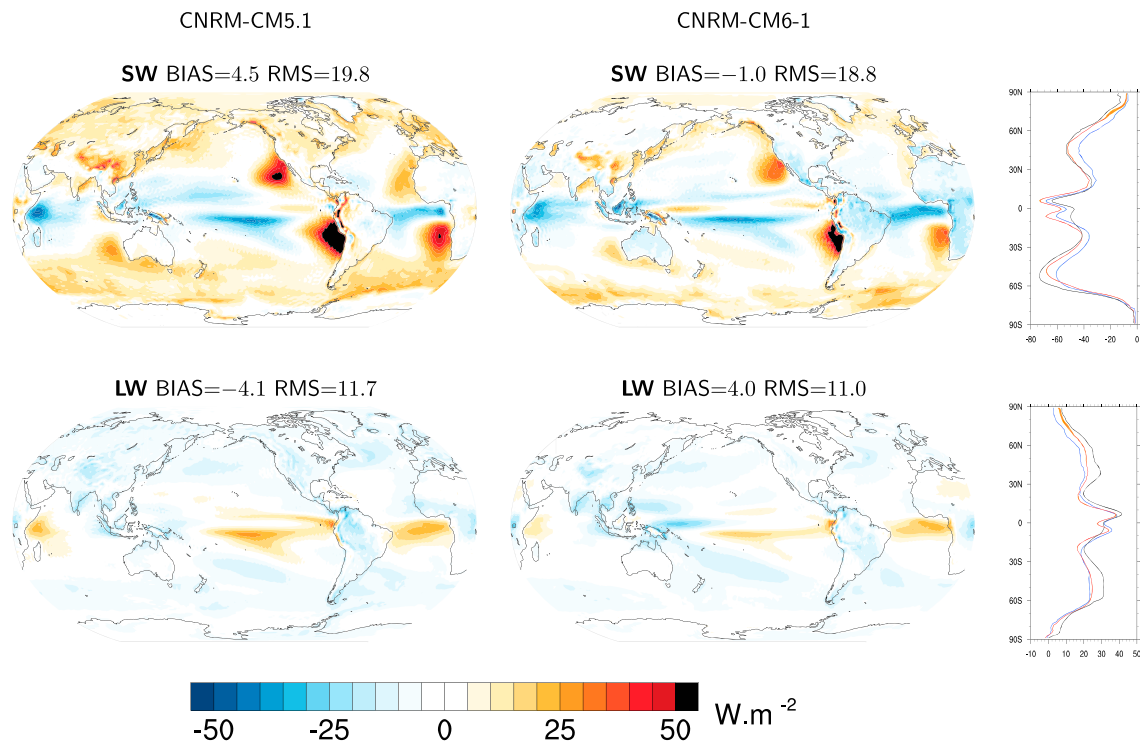 CNRM-CM5.1 CNRM-CM6-1
SW BIAS=4.5 RMS=19.8 SW BIAS=−1.0 RMS=18.8
90N
60N
30N
0
30S
60S
90S
-80 -60 -40 -20 0
LW BIAS=−4.1 RMS=11.7 LW BIAS=4.0 RMS=11.0
90N
60N
30N
0
30S
60S
90S
-10 0 10 20 30 40 50
-50 -25 0 25 50 W.m -2